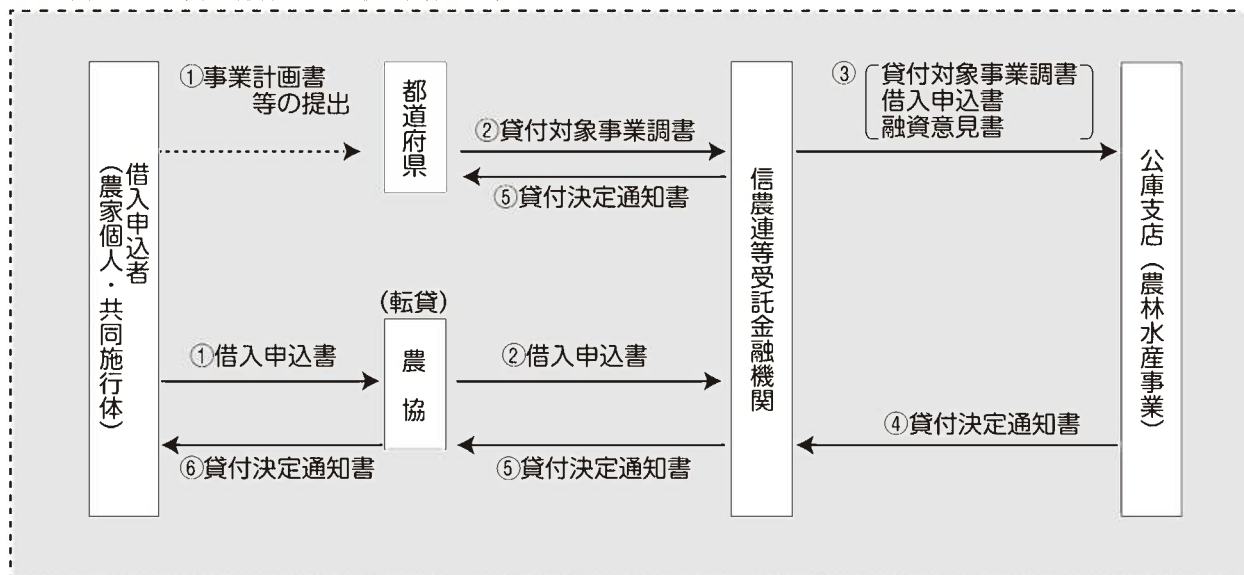 ①事業計画書
等の提出
都道府県
②貸付対象事業調書
⑤貸付決定通知書
③
貸付対象事業調書
借入申込書
融資意見書
借入申込者
(農家個人・共同施行体)
(転貸)
農協
①借入申込書
②借入申込書
⑥貸付決定通知書
⑤貸付決定通知書
信農連等受託金融機関
④貸付決定通知書
公庫支店(農林水産事業)